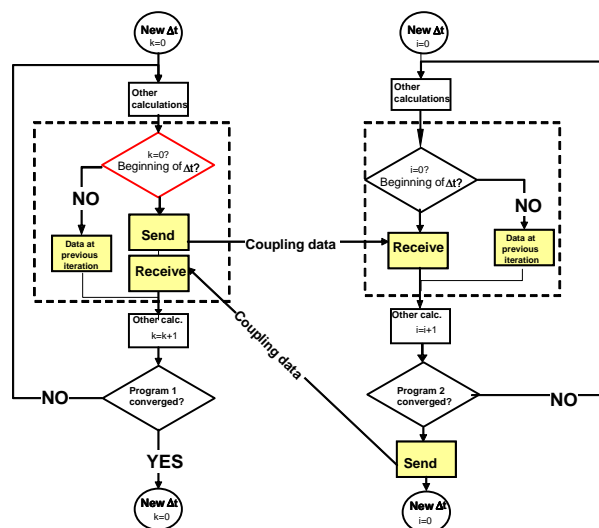 New Δt
k=0
Other
calculations
k=0?
Beginning of Δt?
NO
Data at
previous
iteration
Send
Receive
Other calc.
k=k+1
Program 1
converged?
NO
YES
New Δt
k=0
Coupling data
Coupling data
New Δt
i=0
Other
calculations
i=0?
Beginning of Δt?
NO
Data at
previous
iteration
Receive
Other calc.
i=i+1
Program 2
converged?
NO
Send
New Δt
i=0